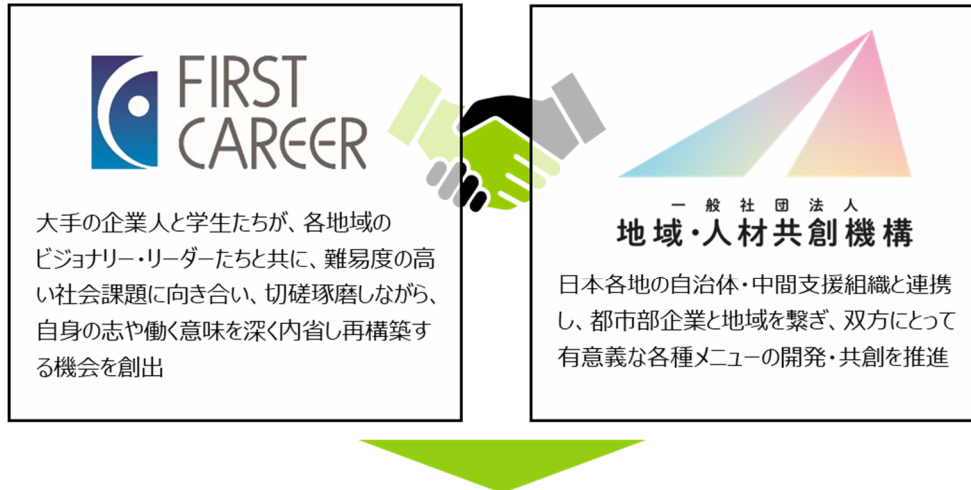 FIRST
CAREER
大手の企業人と学生たちが、各地域の
ビジョナリー・リーダーたちと共に、難易度の高
い社会課題に向き合い、切磋琢磨しながら、
自身の志や働く意味を深く内省し再構築す
る機会を創出
一般社団法人
地域・人材共創機構
日本各地の自治体・中間支援組織と連携
し、都市部企業と地域を繋ぎ、双方にとって
有意義な各種メニューの開発・共創を推進